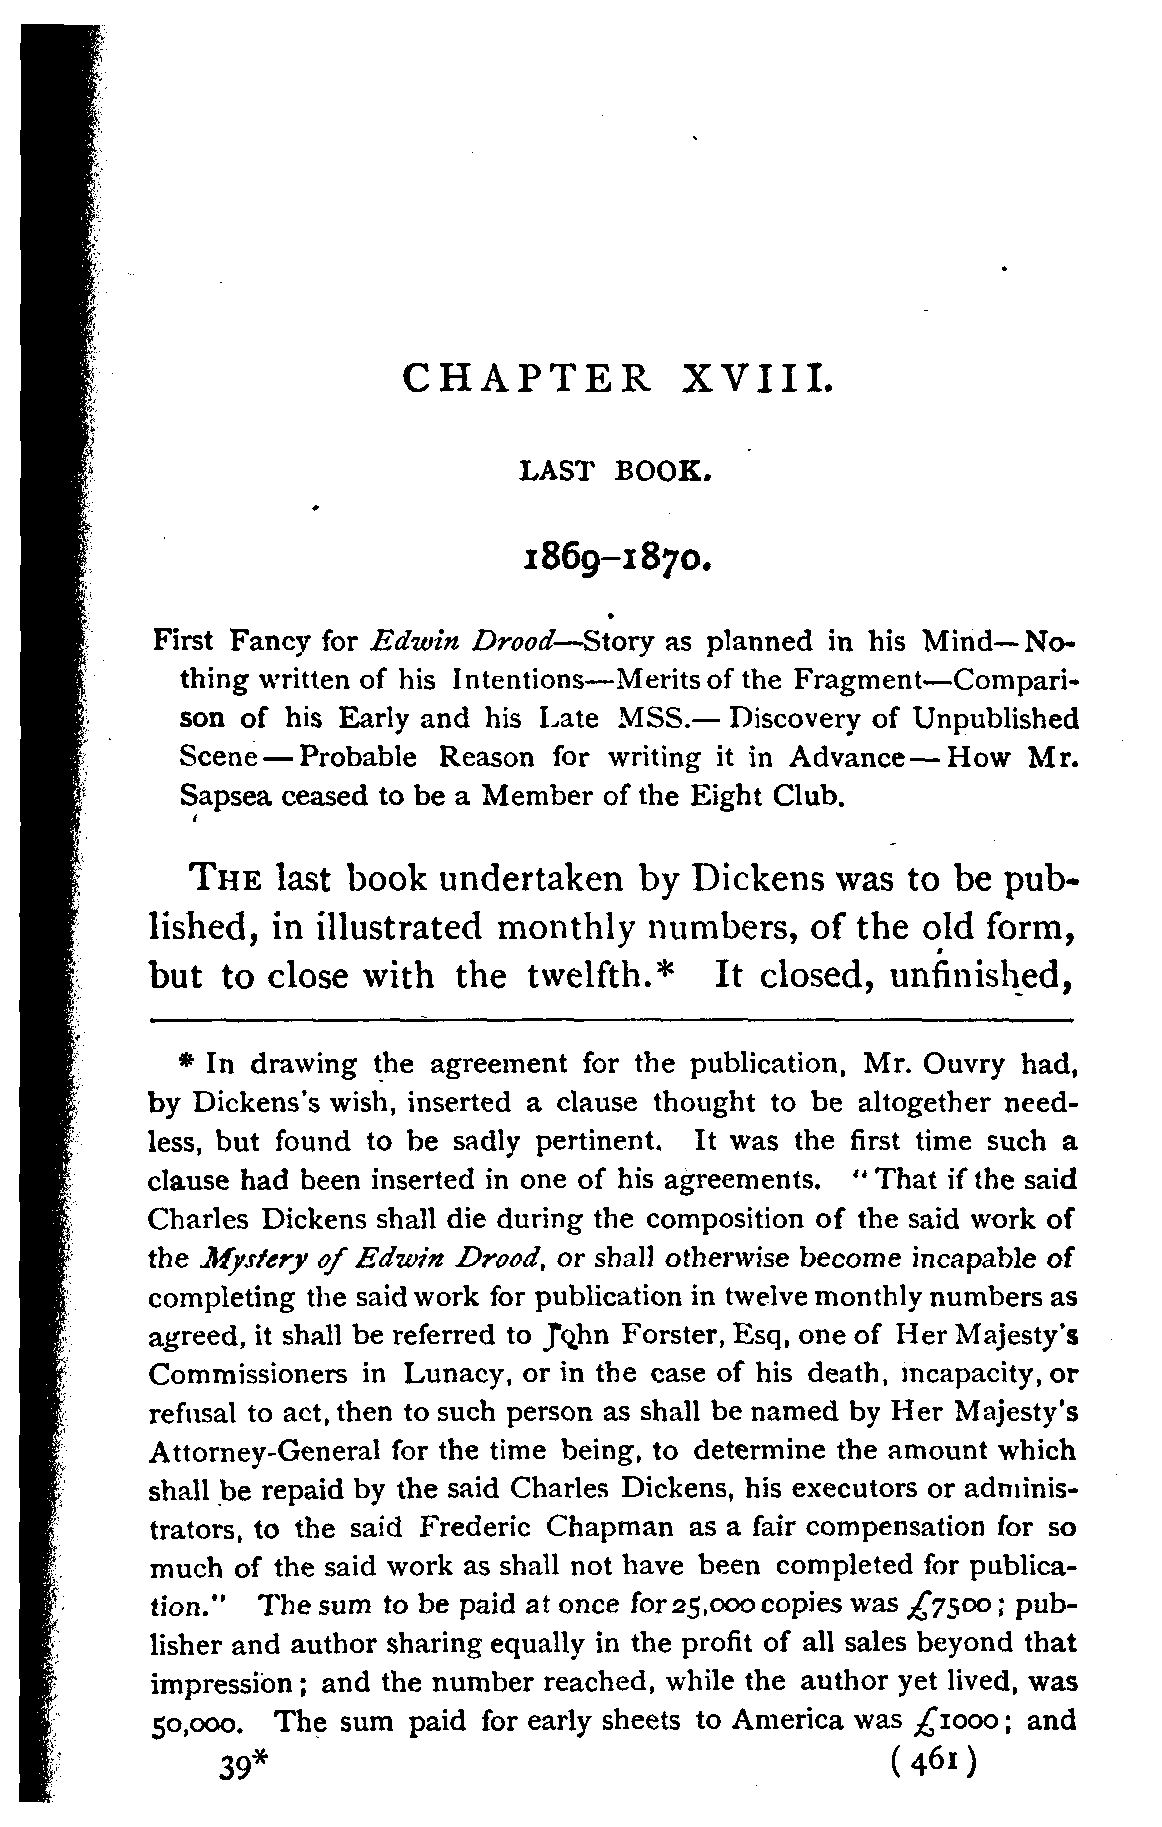 CHAPTER XVIII.
LAST BOOK.
1869–1870.
First Fancy for Edwin Drood—Story as planned in his Mind—No-
thing written of his Intentions—Merits of the Fragment—Compari-
son of his Early and his Late MSS.—Discovery of Unpublished
Scene—Probable Reason for writing it in Advance—How Mr.
Sapsea ceased to be a Member of the Eight Club.
THE last book undertaken by Dickens was to be pub-
lished, in illustrated monthly numbers, of the old form,
but to close with the twelfth.* It closed, unfinished,
* In drawing the agreement for the publication, Mr. Ouvry had,
by Dickens's wish, inserted a clause thought to be altogether need-
less, but found to be sadly pertinent. It was the first time such a
clause had been inserted in one of his agreements. "That if the said
Charles Dickens shall die during the composition of the said work of
the Mystery of Edwin Drood, or shall otherwise become incapable of
completing the said work for publication in twelve monthly numbers as
agreed, it shall be referred to John Forster, Esq, one of Her Majesty's
Commissioners in Lunacy, or in the case of his death, incapacity, or
refusal to act, then to such person as shall be named by Her Majesty's
Attorney-General for the time being, to determine the amount which
shall be repaid by the said Charles Dickens, his executors or adminis-
trators, to the said Frederic Chapman as a fair compensation for so
much of the said work as shall not have been completed for publica-
tion." The sum to be paid at once for 25,000 copies was £7500; pub-
lisher and author sharing equally in the profit of all sales beyond that
impression; and the number reached, while the author yet lived, was
50,000. The sum paid for early sheets to America was £1000; and
39* (461)